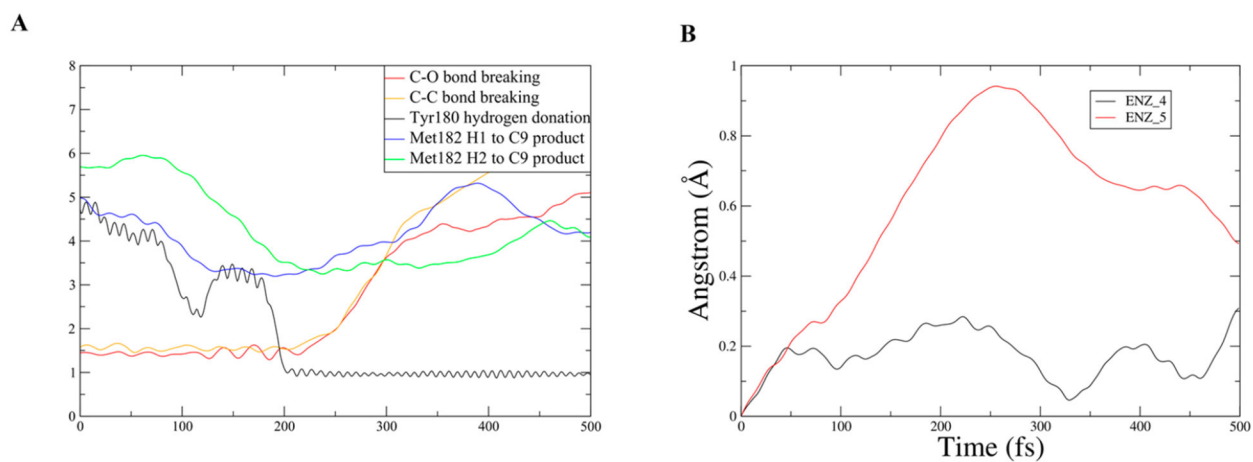 A
8
7
6
5
4
3
2
1
0
0
100
200
300
400
500
C-O bond breaking
C-C bond breaking
Tyr180 hydrogen donation
Met182 H1 to C9 product
Met182 H2 to C9 product
B
1
0.8
0.6
0.4
0.2
0
0
100
200
300
400
500
Angstrom (Å)
Time (fs)
ENZ_4
ENZ_5